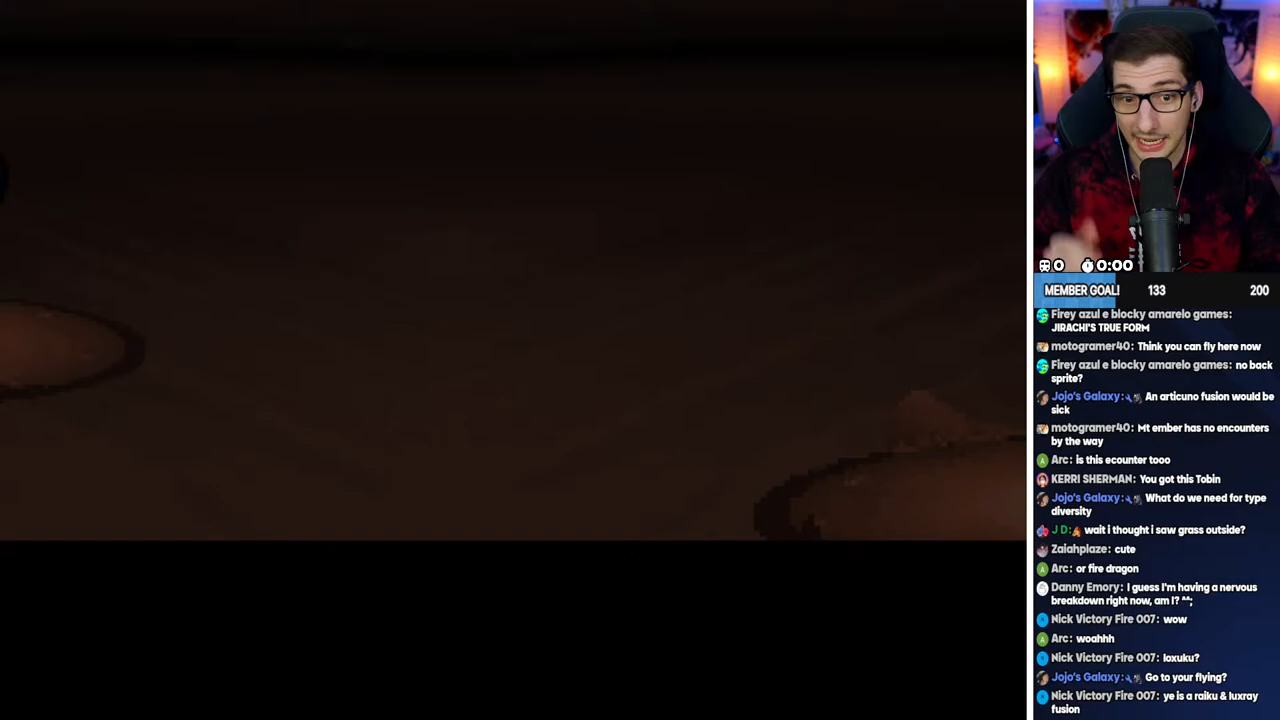 0 0:00
MEMBER GOAL! 133 200
Firey azul e blocky amarelo games:
JIRACHI'S TRUE FORM
motogramer40: Think you can fly here now
Firey azul e blocky amarelo games: no back
sprite?
Jojo's Galaxy: An articuno fusion would be
sick
motogramer40: Mt ember has no encounters
by the way
Arc: is this ecounter tooo
KERRI SHERMAN: You got this Tobin
Jojo's Galaxy: What do we need for type
diversity
J D: wait i thought i saw grass outside?
Zaiahplaze: cute
Arc: or fire dragon
Danny Emory: I guess I'm having a nervous
breakdown right now, am I? ^^;
Nick Victory Fire 007: wow
Arc: woahhh
Nick Victory Fire 007: loxuku?
Jojo's Galaxy: Go to your flying?
Nick Victory Fire 007: ye is a raiku & luxray
fusion